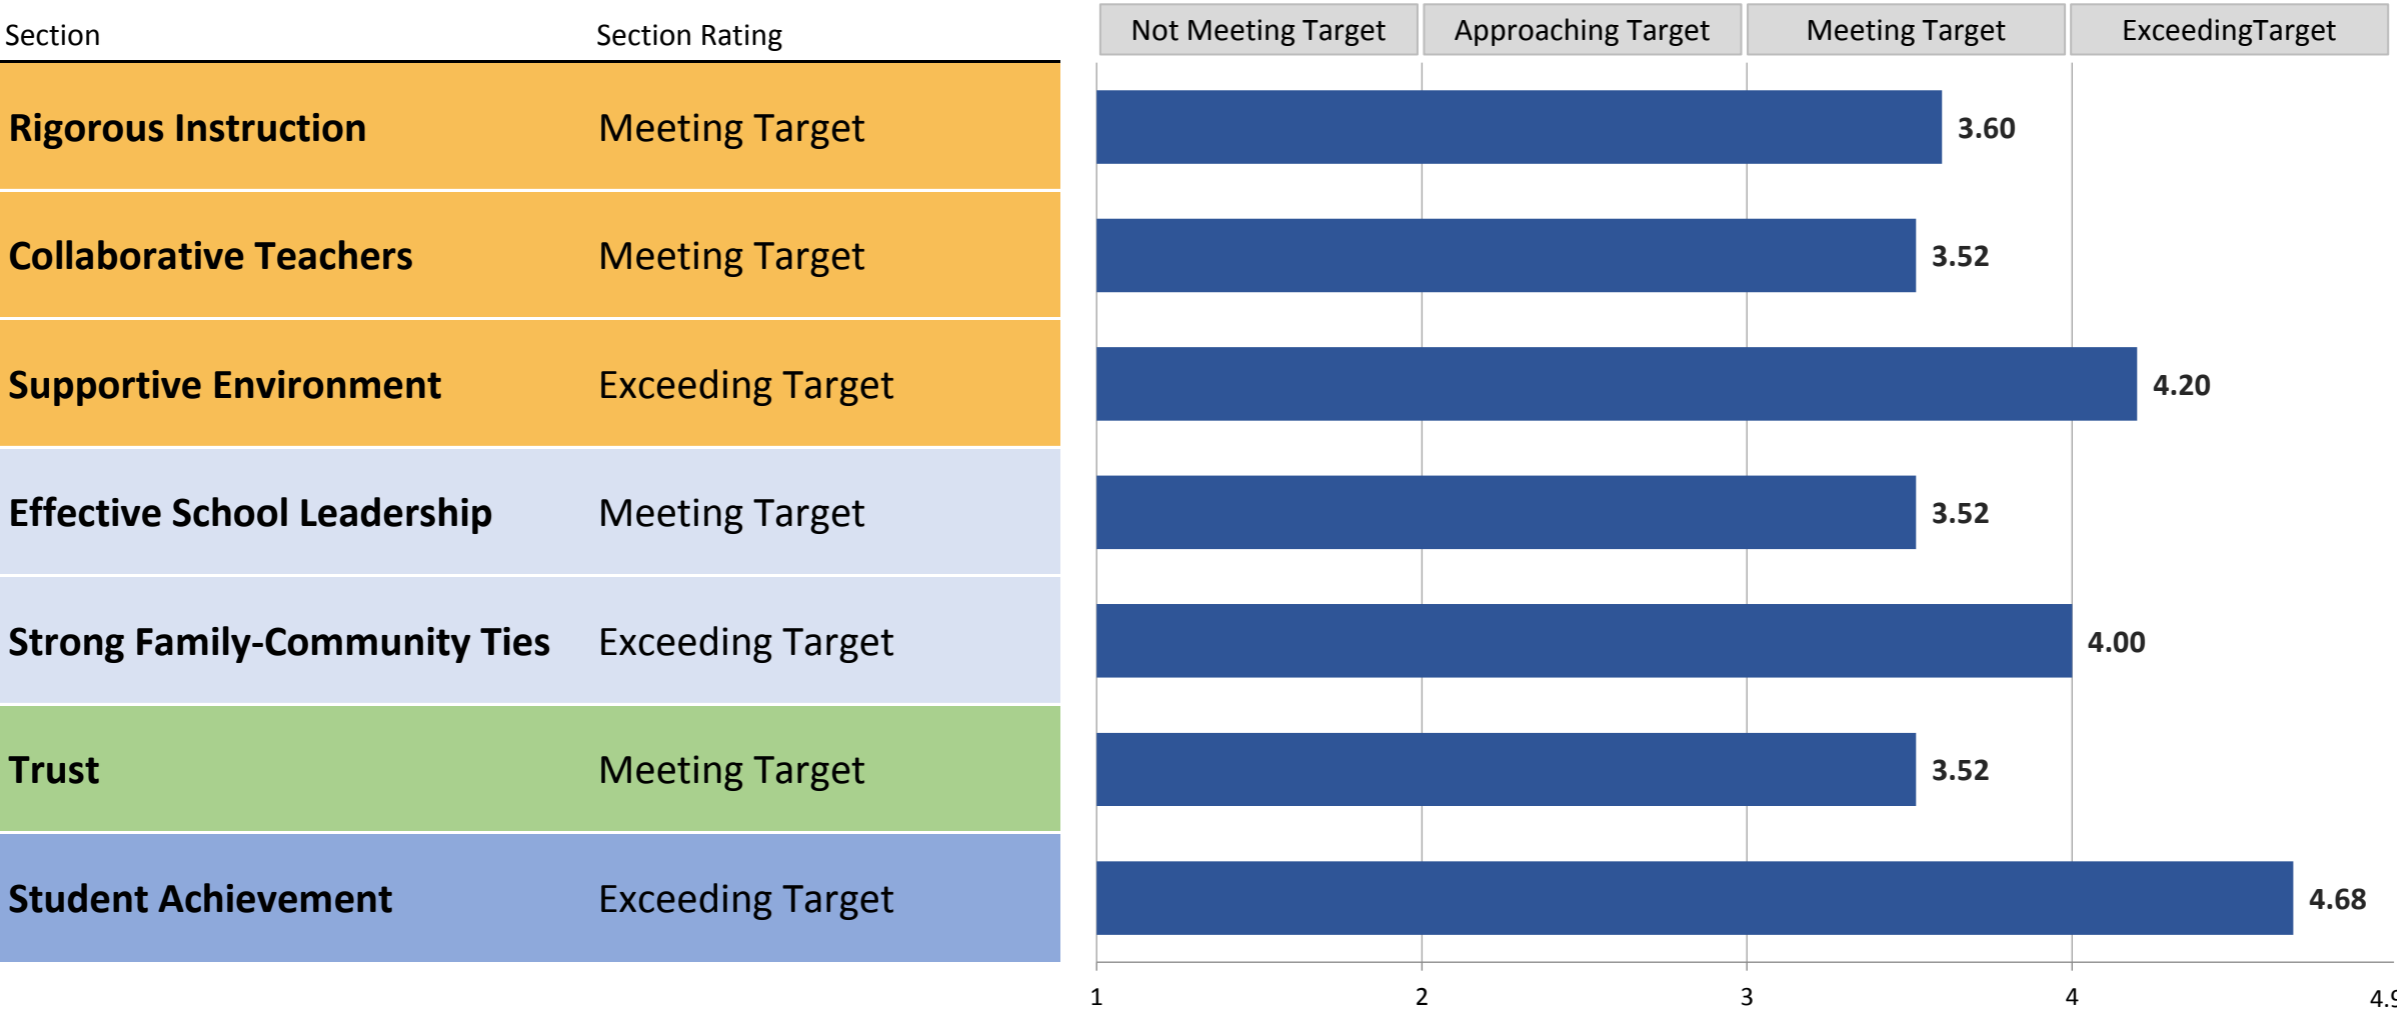 Section Section Rating Not Meeting Target Approaching Target Meeting Target ExceedingTarget
Rigorous Instruction Meeting Target 3.60
Collaborative Teachers Meeting Target 3.52
Supportive Environment Exceeding Target 4.20
Effective School Leadership Meeting Target 3.52
Strong Family-Community Ties Exceeding Target 4.00
Trust Meeting Target 3.52
Student Achievement Exceeding Target 4.68
1 2 3 4 4.9